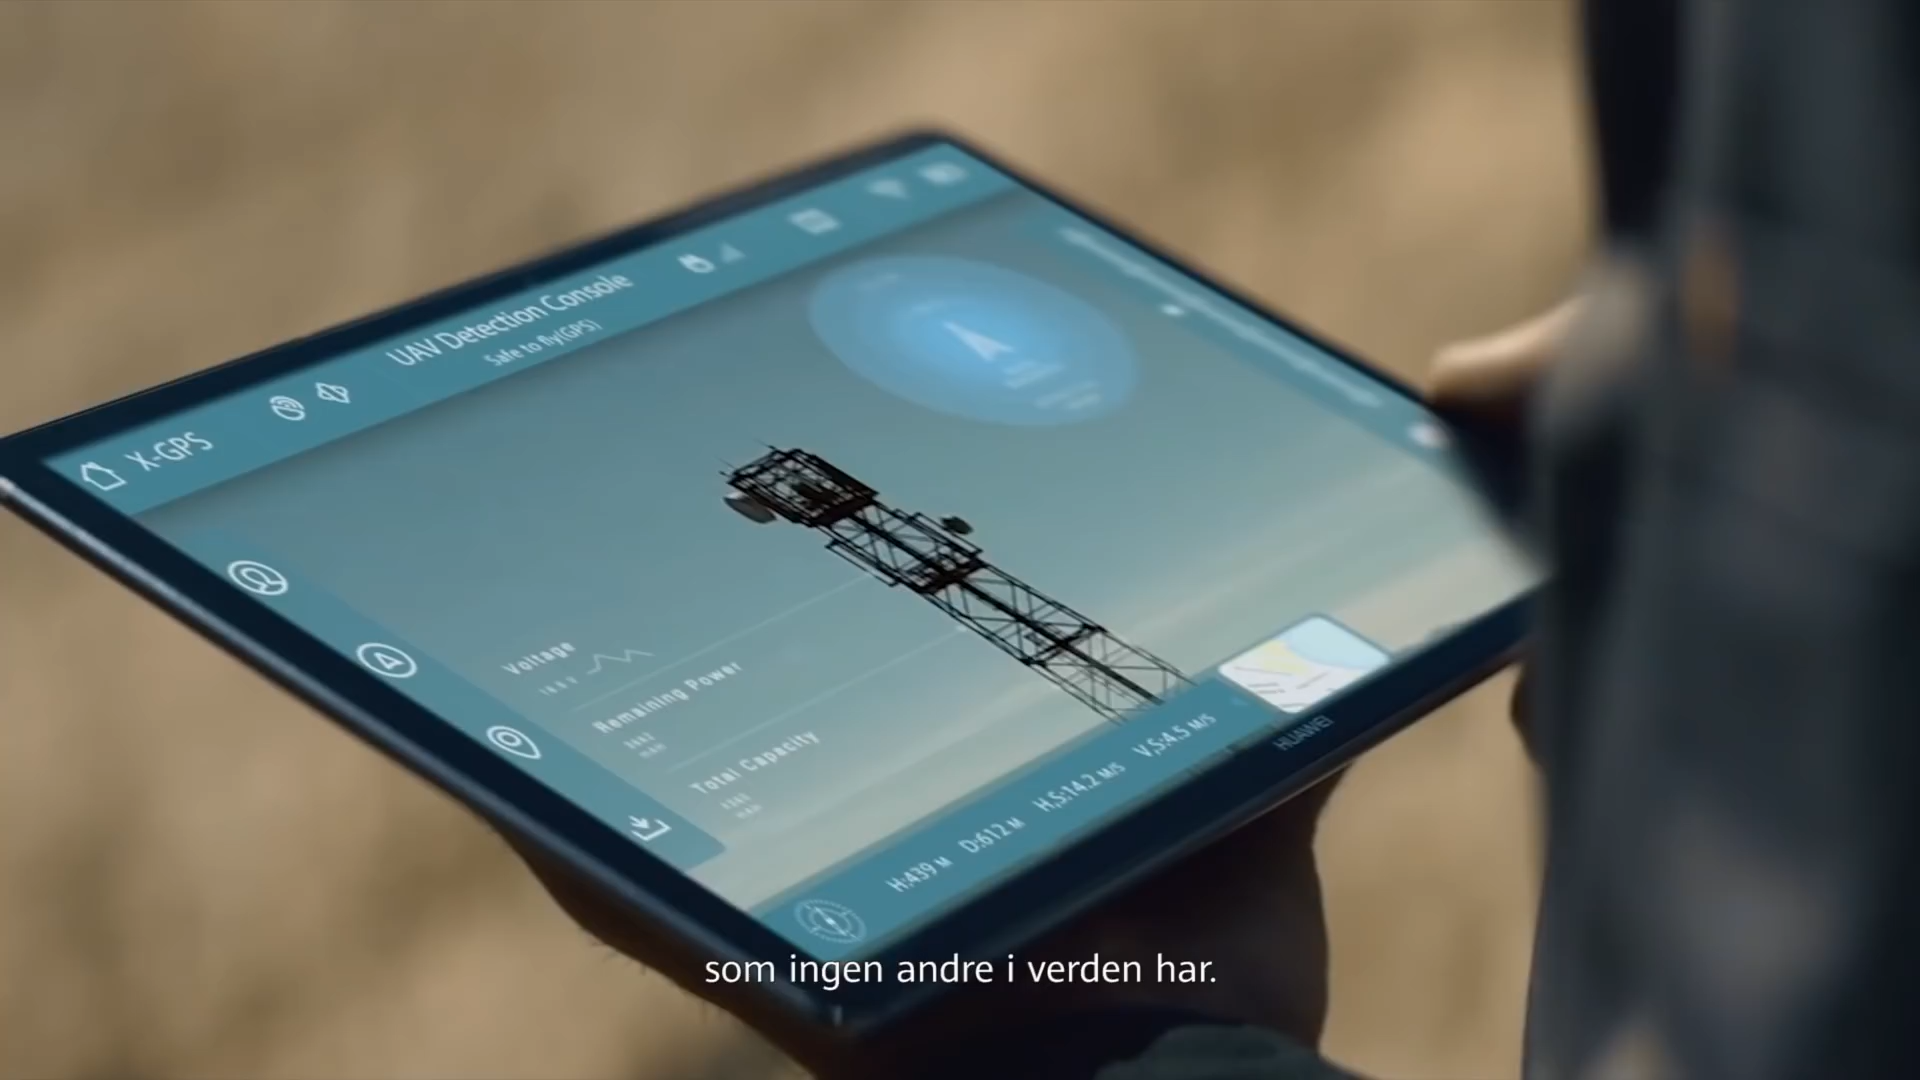 X-GPS
UAV Detection Console
Safe to fly(GPS)
Voltage
Remaining Power
Total Capacity
H:439 M D:612 M H,S:14.2 M/S V,S:4.5 M/S
HUAWEI
som ingen andre i verden har.